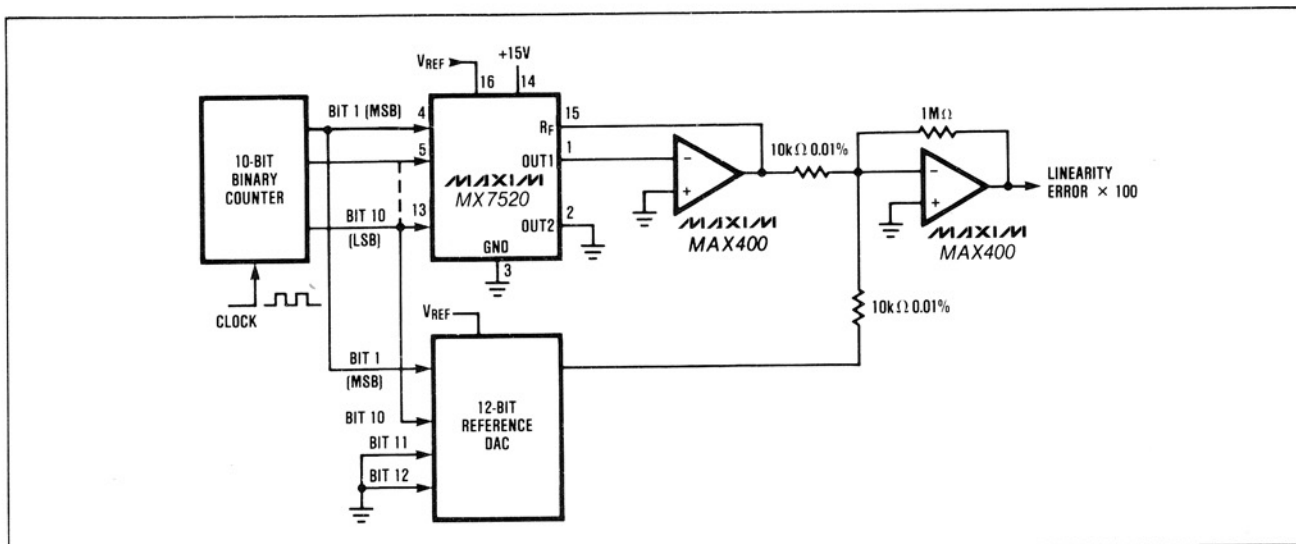 10-BIT
BINARY
COUNTER
CLOCK
BIT 1 (MSB)
BIT 10
(LSB)
4
5
13
VREF
+15V
16
14
MAXIM
MX7520
RF
OUT1
OUT2
GND
15
1
2
3
MAXIM
MAX400
10kΩ 0.01%
1MΩ
MAXIM
MAX400
LINEARITY
ERROR × 100
10kΩ 0.01%
VREF
BIT 1
(MSB)
BIT 10
BIT 11
BIT 12
12-BIT
REFERENCE
DAC